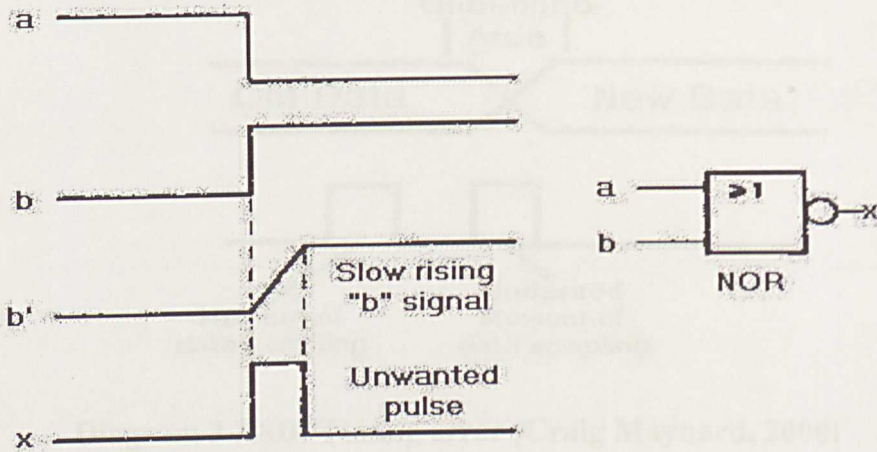 a
b
b'
Slow rising
"b" signal
Unwanted
pulse
x
a
b
≥1
x
NOR